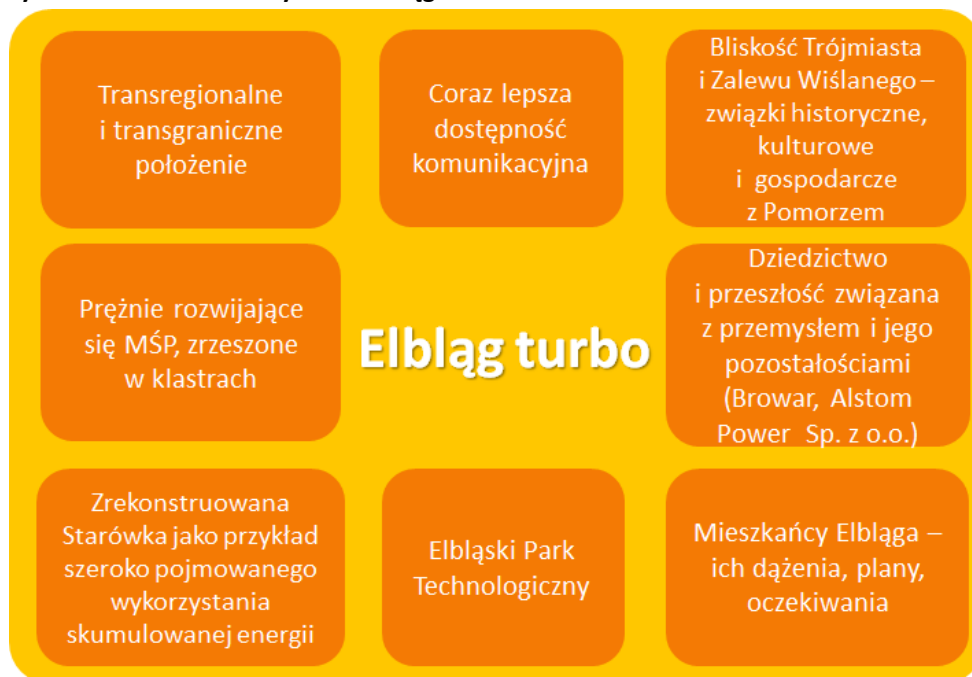 Transregionalne
i transgraniczne
położenie
Coraz lepsza
dostępność
komunikacyjna
Bliskość Trójmiasta
i Zalewu Wiślanego –
związki historyczne,
kulturowe
i gospodarcze
z Pomorzem
Prężnie rozwijające
się MŚP, zrzeszone
w klastrach
Elbląg turbo
Dziedzictwo
i przeszłość związana
z przemysłem i jego
pozostałościami
(Browar, Alstom
Power Sp. z o.o.)
Zrekonstruowana
Starówka jako przykład
szeroko pojmowanego
wykorzystania
skumulowanej energii
Elbląski Park
Technologiczny
Mieszkańcy Elbląga –
ich dążenia, plany,
oczekiwania